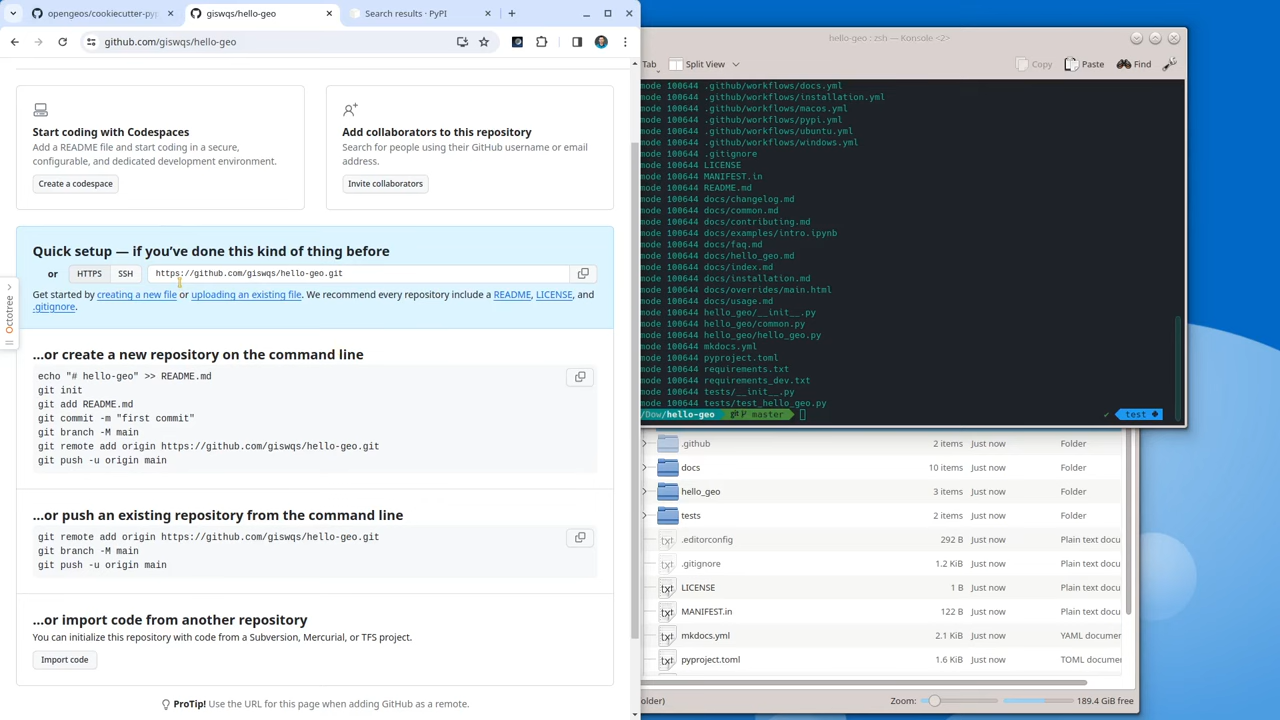 opengeos/cookiecutter-py
giswqs/hello-geo
Search results · PyPI
github.com/giswqs/hello-geo
Start coding with Codespaces
Add a README file and start coding in a
secure, configurable, and dedicated development environment.
Create a codespace
Add collaborators to this repository
Search for people using their GitHub username or email
address.
Invite collaborators
Quick setup — if you've done this kind of thing before
or HTTPS SSH https://github.com/giswqs/hello-geo.git
Get started by creating a new file or uploading an existing file. We recommend every repository include a README, LICENSE, and
.gitignore.
Octotree
…or create a new repository on the command line
echo "# hello-geo" >> README.md
git init
git add README.md
git commit -m "first commit"
git branch -M main
git remote add origin https://github.com/giswqs/hello-geo.git
git push -u origin main
…or push an existing repository from the command line
git remote add origin https://github.com/giswqs/hello-geo.git
git branch -M main
git push -u origin main
…or import code from another repository
You can initialize this repository with code from a Subversion, Mercurial, or TFS project.
Import code
ProTip! Use the URL for this page when adding GitHub as a remote.
hello-geo : zsh — Konsole <2>
Tab Split View Copy Paste Find
mode 100644 .github/workflows/docs.yml
mode 100644 .github/workflows/installation.yml
mode 100644 .github/workflows/macos.yml
mode 100644 .github/workflows/pypi.yml
mode 100644 .github/workflows/ubuntu.yml
mode 100644 .github/workflows/windows.yml
mode 100644 .gitignore
mode 100644 LICENSE
mode 100644 MANIFEST.in
mode 100644 README.md
mode 100644 docs/changelog.md
mode 100644 docs/common.md
mode 100644 docs/contributing.md
mode 100644 docs/examples/intro.ipynb
mode 100644 docs/faq.md
mode 100644 docs/hello_geo.md
mode 100644 docs/index.md
mode 100644 docs/installation.md
mode 100644 docs/overrides/main.html
mode 100644 docs/usage.md
mode 100644 hello_geo/__init__.py
mode 100644 hello_geo/common.py
mode 100644 hello_geo/hello_geo.py
mode 100644 mkdocs.yml
mode 100644 pyproject.toml
mode 100644 requirements.txt
mode 100644 requirements_dev.txt
mode 100644 tests/__init__.py
mode 100644 tests/test_hello_geo.py
/Dow/hello-geo git master ✔ test
.github 2 items Just now Folder
docs 10 items Just now Folder
hello_geo 3 items Just now Folder
tests 2 items Just now Folder
.editorconfig 292 B Just now Plain text docu
.gitignore 1.2 KiB Just now Plain text docu
LICENSE 1 B Just now Plain text docu
MANIFEST.in 122 B Just now Plain text docu
mkdocs.yml 2.1 KiB Just now YAML documen
pyproject.toml 1.6 KiB Just now TOML documen
older) Zoom: 189.4 GiB free